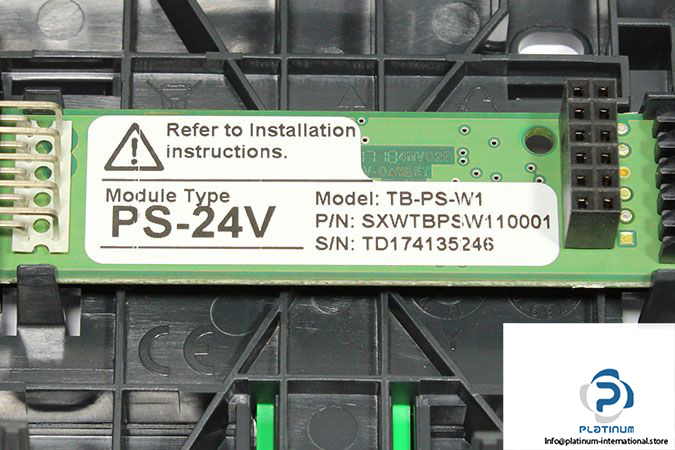 Refer to Installation
instructions.
Module Type
PS-24V
Model: TB-PS-W1
P/N: SXWTBPSW110001
S/N: TD174135246
CE
PLATINUM
Info@platinum-international.store